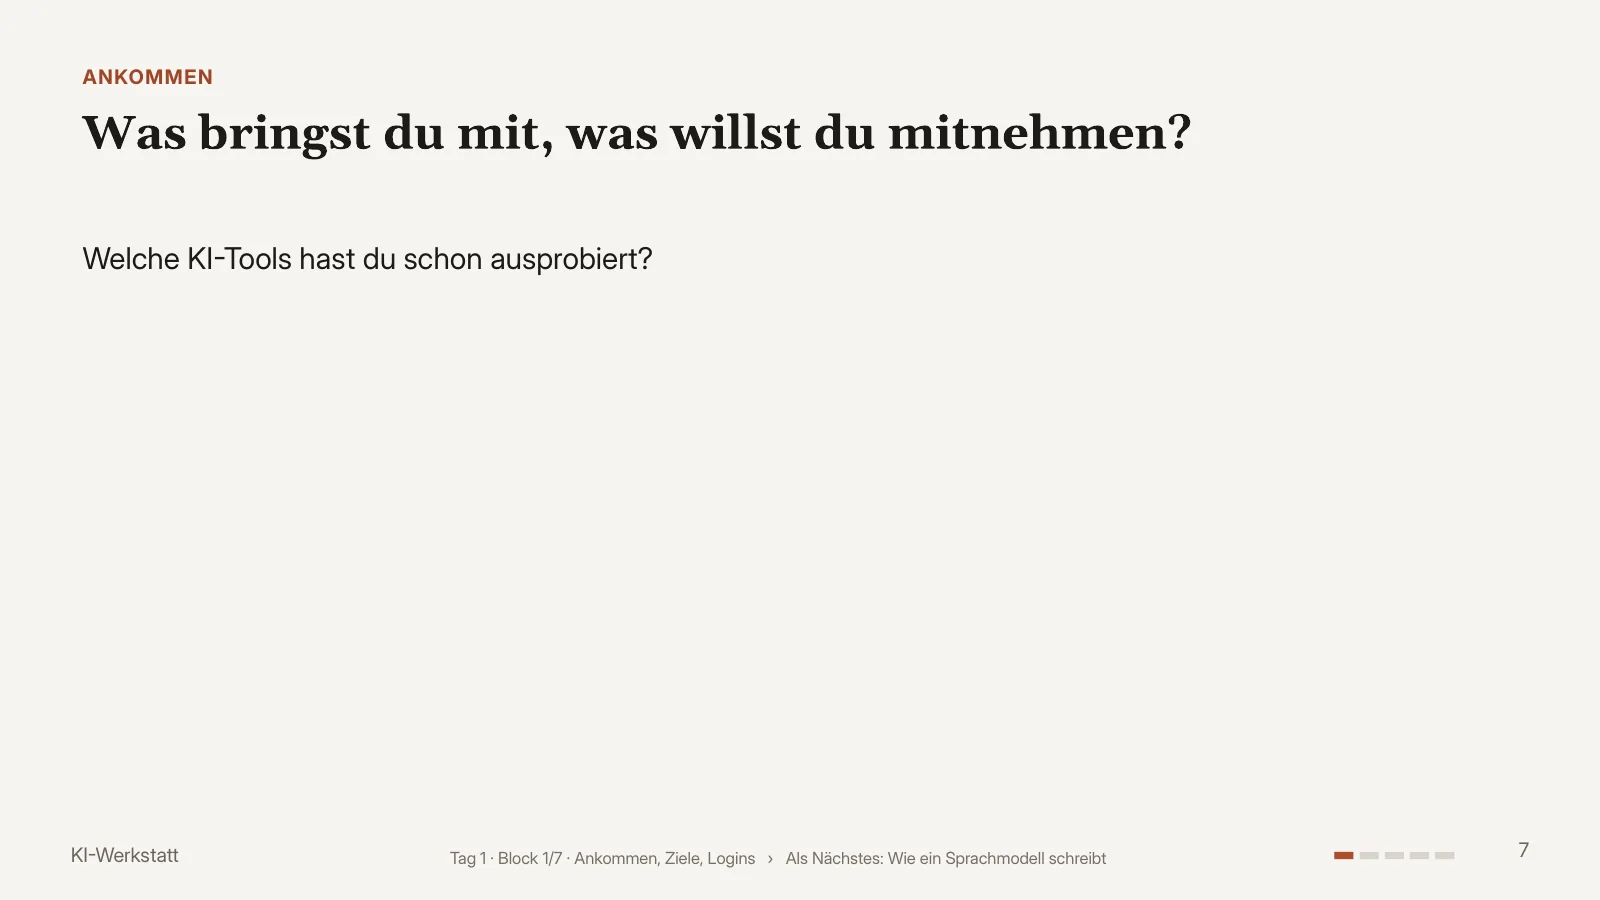 ANKOMMEN
Was bringst du mit, was willst du mitnehmen?
Welche KI-Tools hast du schon ausprobiert?
KI-Werkstatt
Tag 1 · Block 1/7 · Ankommen, Ziele, Logins › Als Nächstes: Wie ein Sprachmodell schreibt
7